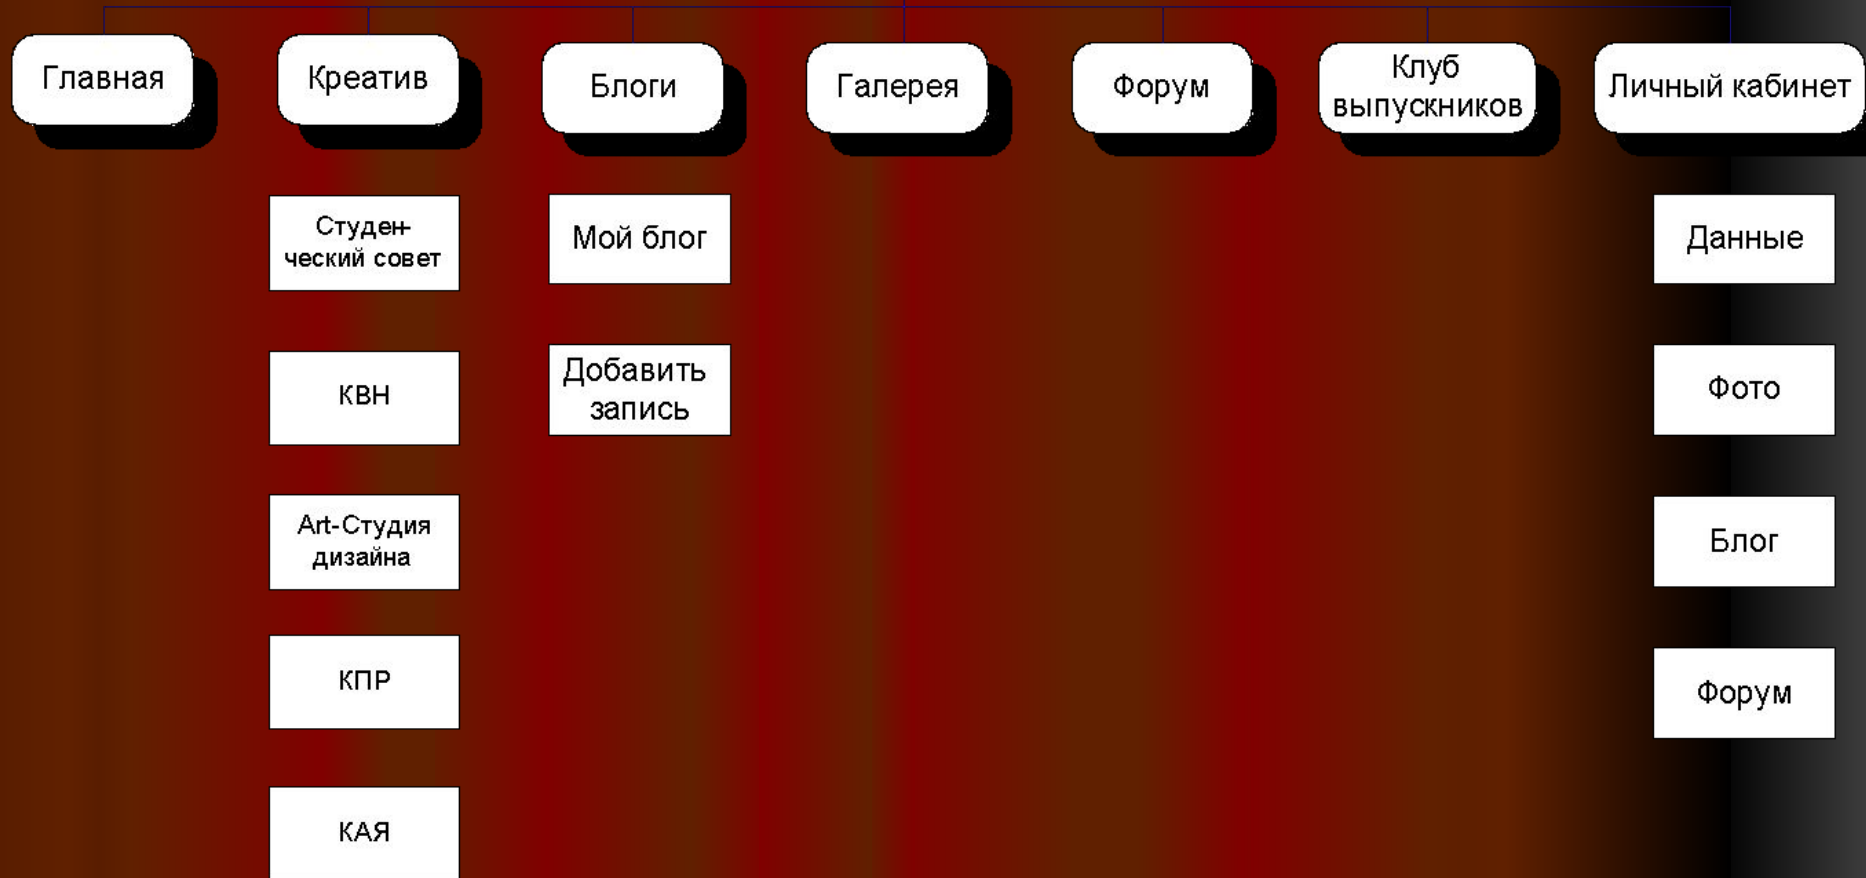 Главная
Креатив
Блоги
Галерея
Форум
Клуб
выпускников
Личный кабинет
Студен-
ческий совет
КВН
Art-Студия
дизайна
КПР
КАЯ
Мой блог
Добавить
запись
Данные
Фото
Блог
Форум